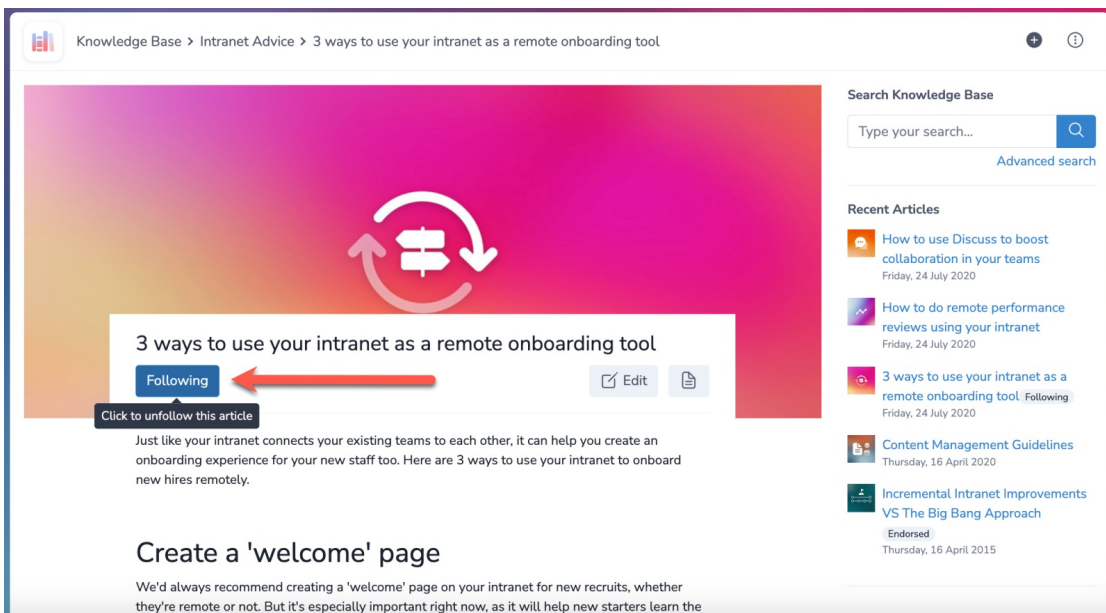 Knowledge Base > Intranet Advice > 3 ways to use your intranet as a remote onboarding tool
3 ways to use your intranet as a remote onboarding tool
Following
Edit
Click to unfollow this article
Just like your intranet connects your existing teams to each other, it can help you create an
onboarding experience for your new staff too. Here are 3 ways to use your intranet to onboard
new hires remotely.
Create a 'welcome' page
We'd always recommend creating a 'welcome' page on your intranet for new recruits, whether
they're remote or not. But it's especially important right now, as it will help new starters learn the
Search Knowledge Base
Type your search...
Advanced search
Recent Articles
How to use Discuss to boost
collaboration in your teams
Friday, 24 July 2020
How to do remote performance
reviews using your intranet
Friday, 24 July 2020
3 ways to use your intranet as a
remote onboarding tool Following
Friday, 24 July 2020
Content Management Guidelines
Thursday, 16 April 2020
Incremental Intranet Improvements
VS The Big Bang Approach
Endorsed
Thursday, 16 April 2015